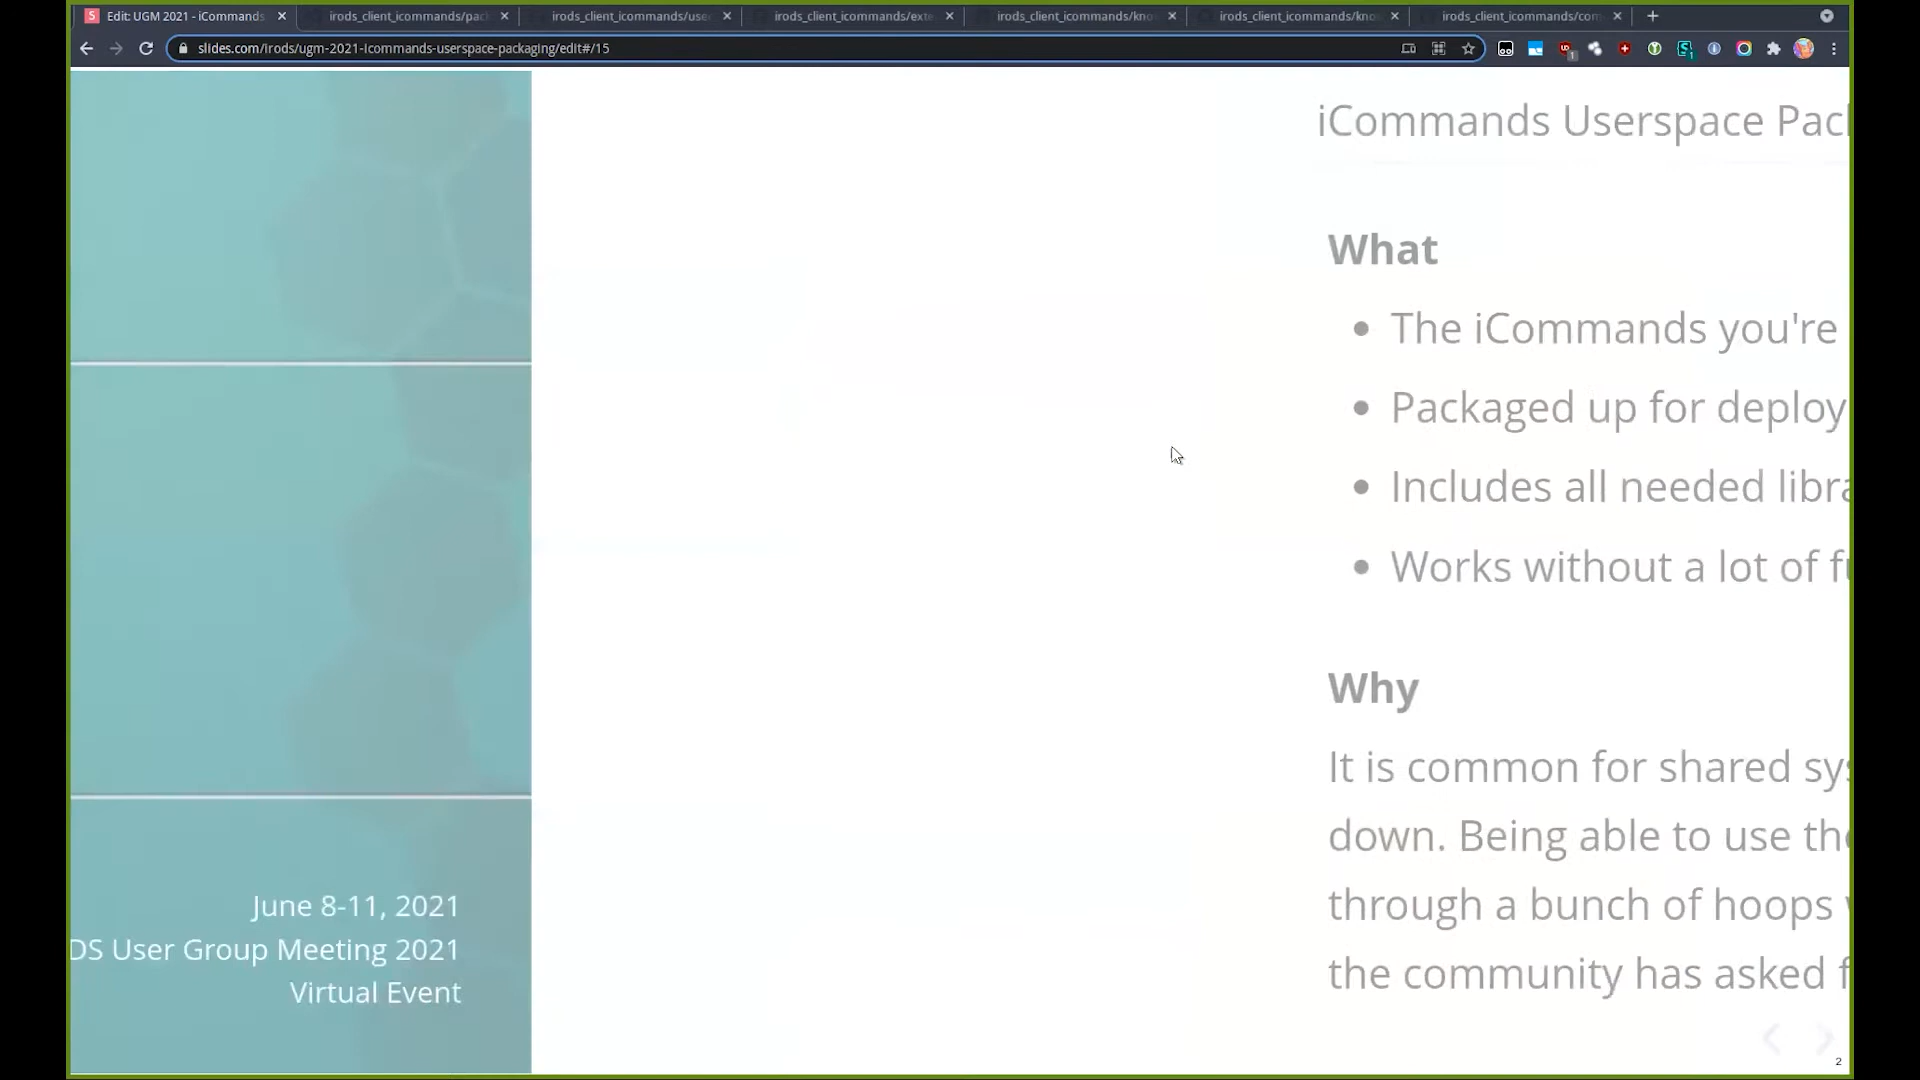 Edit: UGM 2021 - iCommands
irods_client_icommands/pac
irods_client_icommands/use
irods_client_icommands/exte
irods_client_icommands/kno
irods_client_icommands/kno
irods_client_icommands/com
slides.com/irods/ugm-2021-icommands-userspace-packaging/edit#/15
iCommands Userspace Pac
What
• The iCommands you're
• Packaged up for deploy
• Includes all needed libra
• Works without a lot of fu
Why
It is common for shared sys
down. Being able to use the
through a bunch of hoops
the community has asked f
June 8-11, 2021
DS User Group Meeting 2021
Virtual Event
2